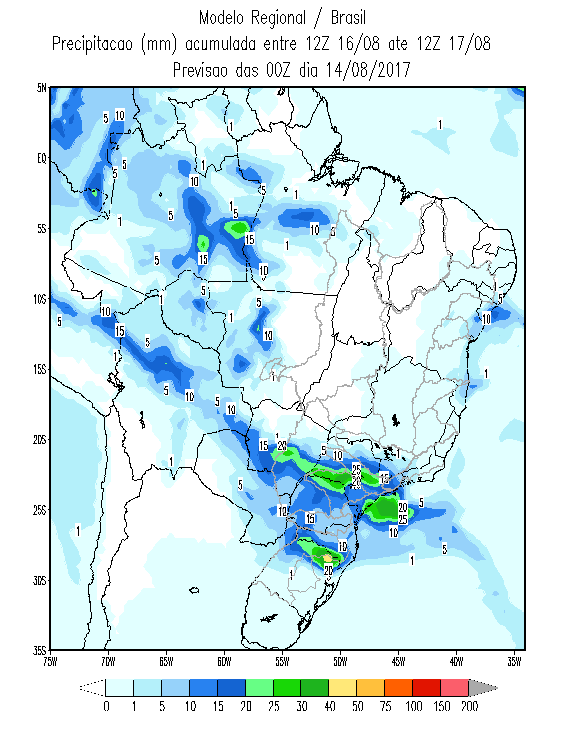 Modelo Regional / Brasil
Precipitacao (mm) acumulada entre 12Z 16/08 ate 12Z 17/08
Previsao das 00Z dia 14/08/2017
5N
5 10 1 1
EQ
5 5 1 10 5 1
5 1 5 10
5S
15 1 15 5 10
10S
5 1 5 5 5
10 1 10 10
5 15
15S
1 5 1 1
5 10 5 10
20S
1 15 20 5 10 25 1
1 5 20 15
25S
12 15 20 25 5
1 10
10 1 5
20 1
30S
35S
75W 70W 65W 60W 55W 50W 45W 40W 35W
0 1 5 10 15 20 25 30 40 50 75 100 150 200